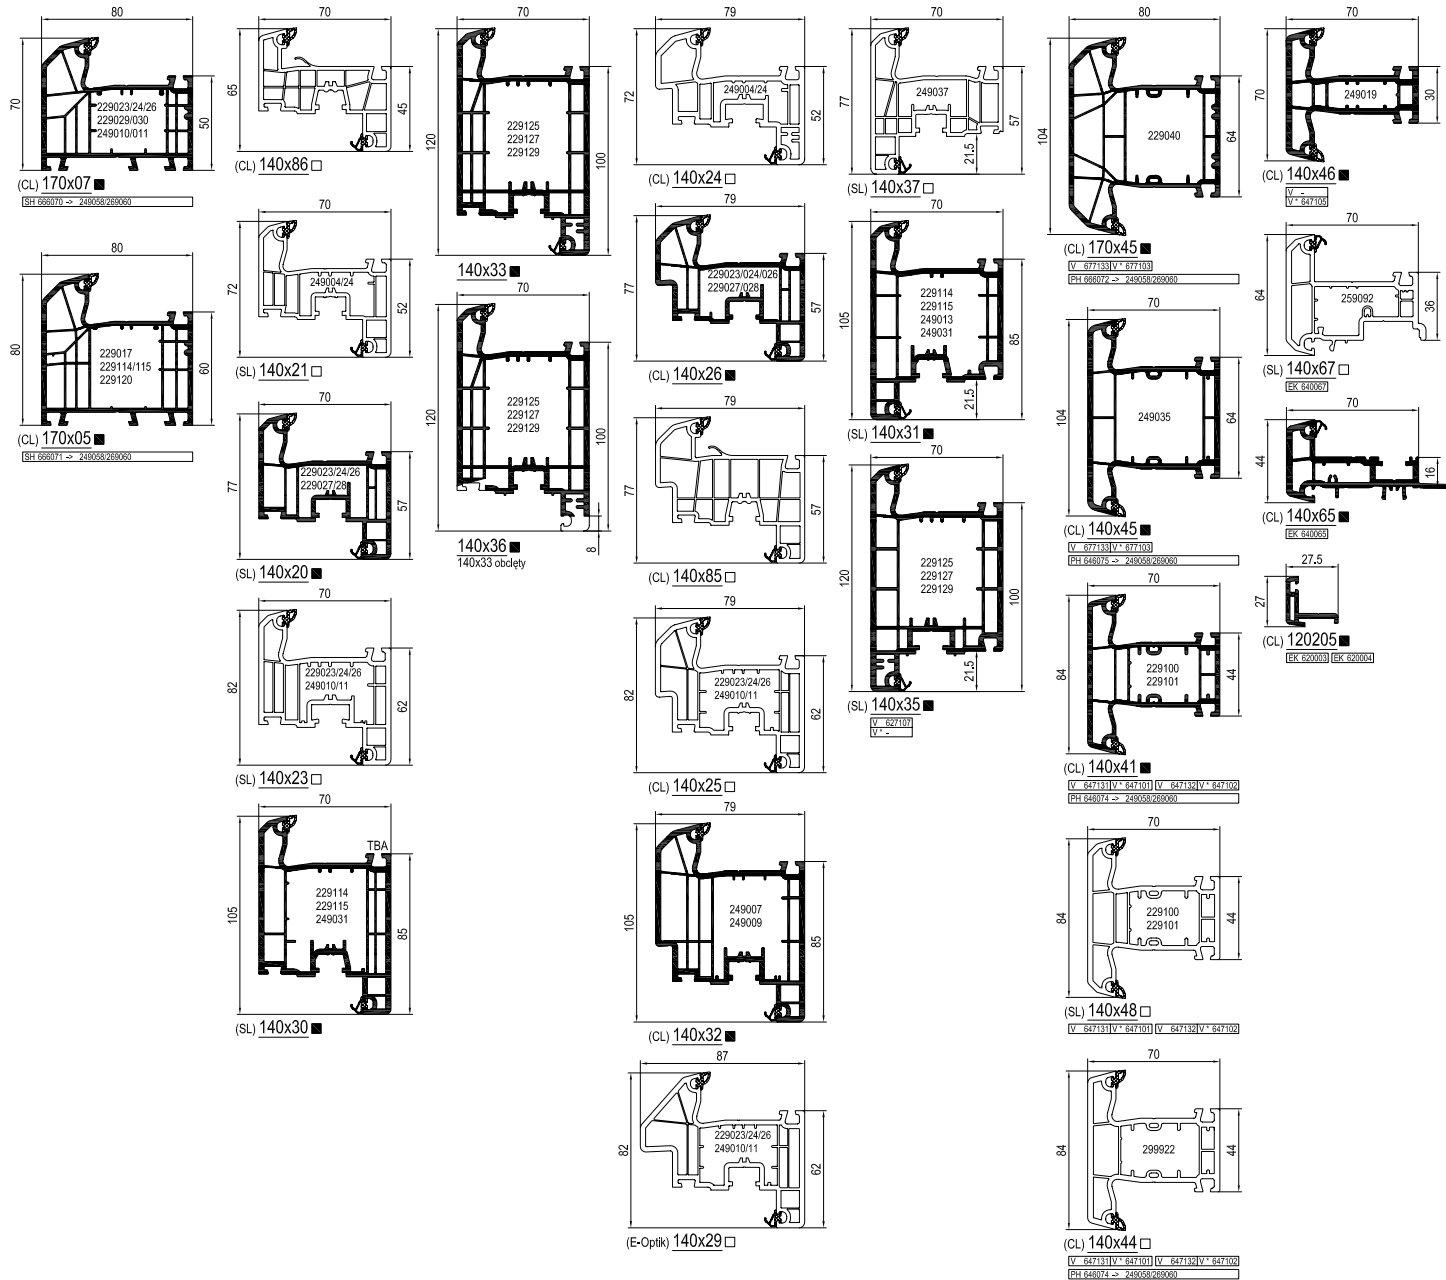 80
70
50
229023/24/26
229029/030
249010/011
(CL) 170x07
SH 666070 -> 249058/269060
80
80
60
229017
229114/115
229120
(CL) 170x05
SH 666071 -> 249058/269060
70
65
45
(CL) 140x86
70
72
52
249004/24
(SL) 140x21
70
77
57
229023/24/26
229027/28
(SL) 140x20
70
82
62
229023/24/26
249010/11
(SL) 140x23
70
TBA
105
85
229114
229115
249031
(SL) 140x30
70
120
100
229125
229127
229129
140x33
70
120
100
229125
229127
229129
8
140x36
140x33 obcięty
79
72
52
249004/24
(CL) 140x24
79
77
57
229023/024/026
229027/028
(CL) 140x26
79
77
57
(CL) 140x85
79
82
62
229023/24/26
249010/11
(CL) 140x25
79
105
85
249007
249009
(CL) 140x32
87
82
62
229023/24/26
249010/11
(E-Optik) 140x29
70
77
57
21.5
249037
(SL) 140x37
70
105
85
21.5
229114
229115
249013
249031
(SL) 140x31
70
120
100
21.5
229125
229127
229129
(SL) 140x35
V 627107
V * -
80
104
64
229040
(CL) 170x45
V 677133 V * 677103
PH 666072 -> 249058/269060
70
104
64
249035
(CL) 140x45
V 677133 V * 677103
PH 646075 -> 249058/269060
70
84
44
229100
229101
(CL) 140x41
V 647131 V * 647101 V 647132 V * 647102
PH 646074 -> 249058/269060
70
84
44
229100
229101
(SL) 140x48
V 647131 V * 647101 V 647132 V * 647102
70
84
44
299922
(CL) 140x44
V 647131 V * 647101 V 647132 V * 647102
PH 646074 -> 249058/269060
70
70
30
249019
(CL) 140x46
V -
V * 647105
70
64
36
259092
(SL) 140x67
EK 640067
70
44
16
(CL) 140x65
EK 640065
27.5
27
(CL) 120205
EK 620003 EK 620004